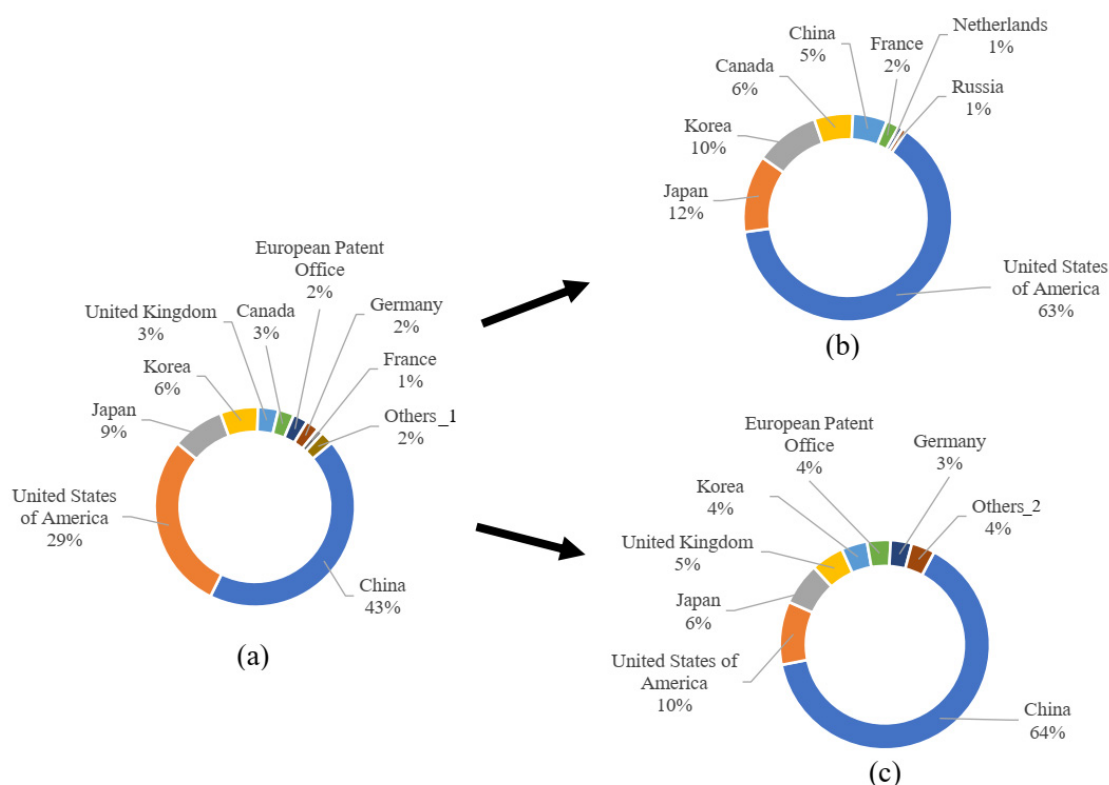 European Patent
Office
2%
United Kingdom
3%
Canada
3%
Germany
2%
Korea
6%
France
1%
Japan
9%
Others_1
2%
United States
of America
29%
China
43%
(a)
Netherlands
1%
China
5%
France
2%
Canada
6%
Russia
1%
Korea
10%
Japan
12%
United States
of America
63%
(b)
European Patent
Office
4%
Germany
3%
Korea
4%
Others_2
4%
United Kingdom
5%
Japan
6%
United States of
America
10%
China
64%
(c)